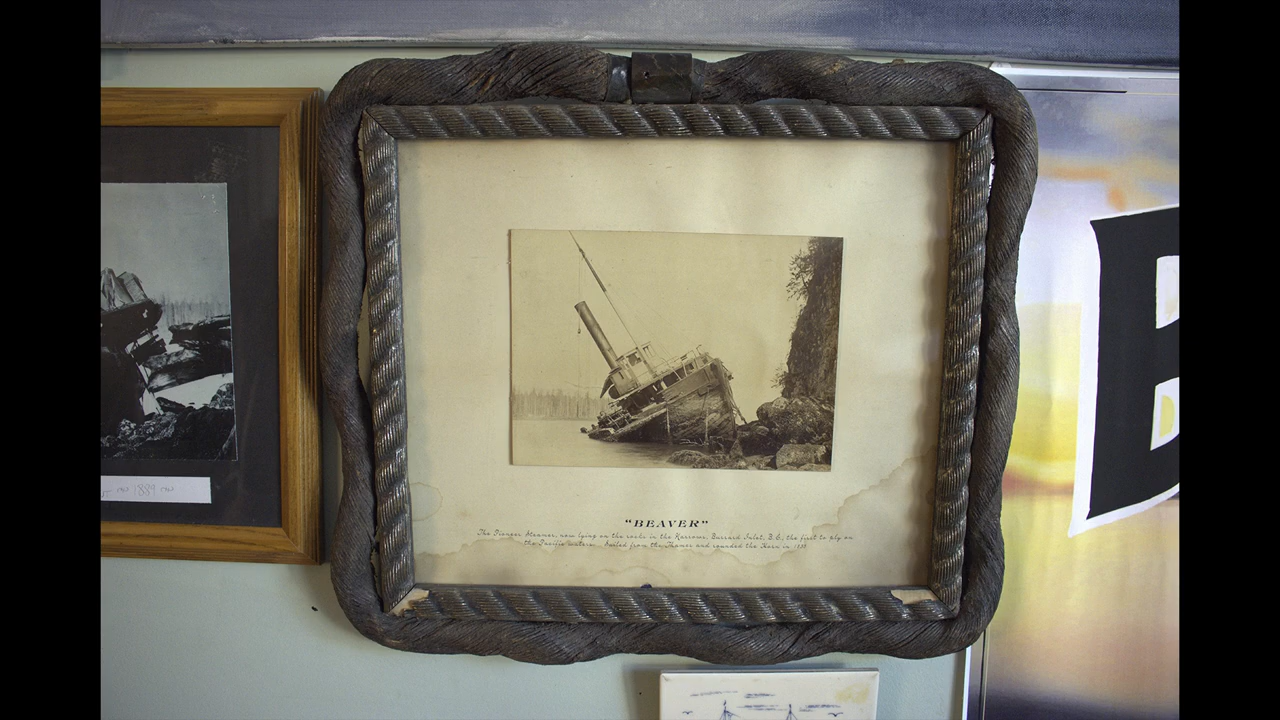 1889
"BEAVER"
The Pioneer Steamer, now lying on the rocks in the Narrows, Burrard Inlet, B.C. the first to ply on
the Pacific waters. Sailed from the Thames and rounded the Horn in 1835
B